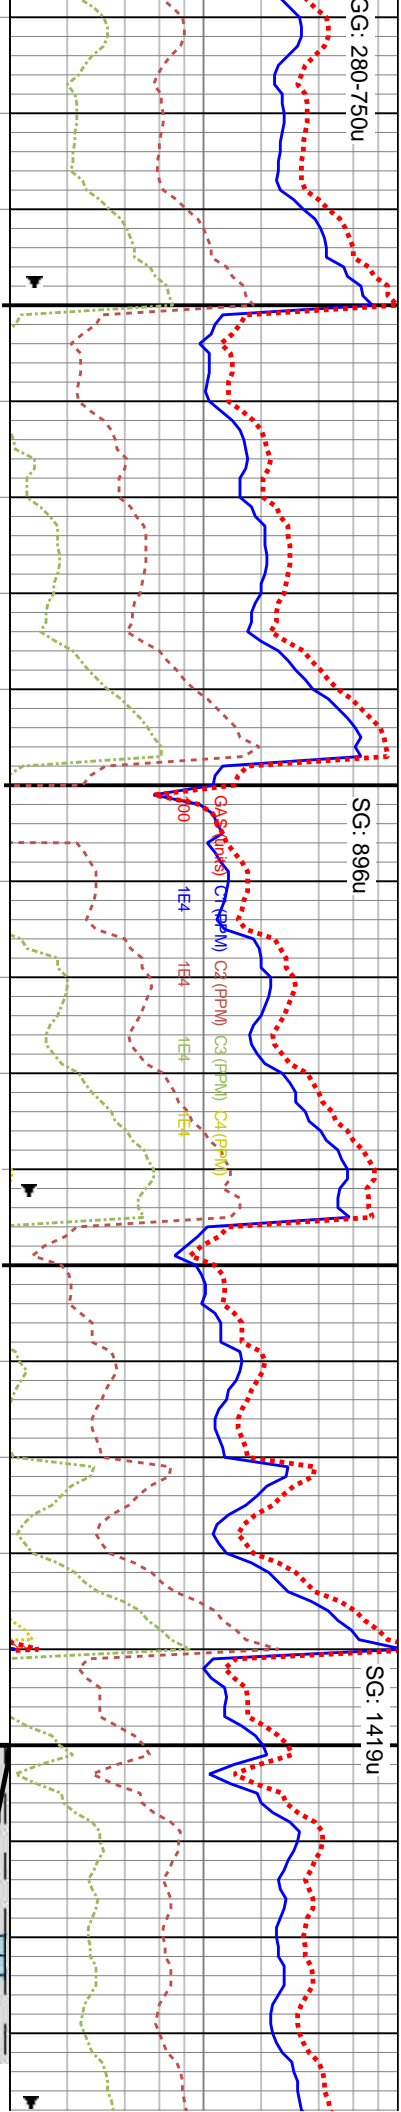 GG: 280-750u
SG: 896u
GAS (units) C1 (PPM) C2 (PPM) C3 (PPM) C4 (PPM)
100 1E4 1E4 1E4 1E4
SG: 1419u